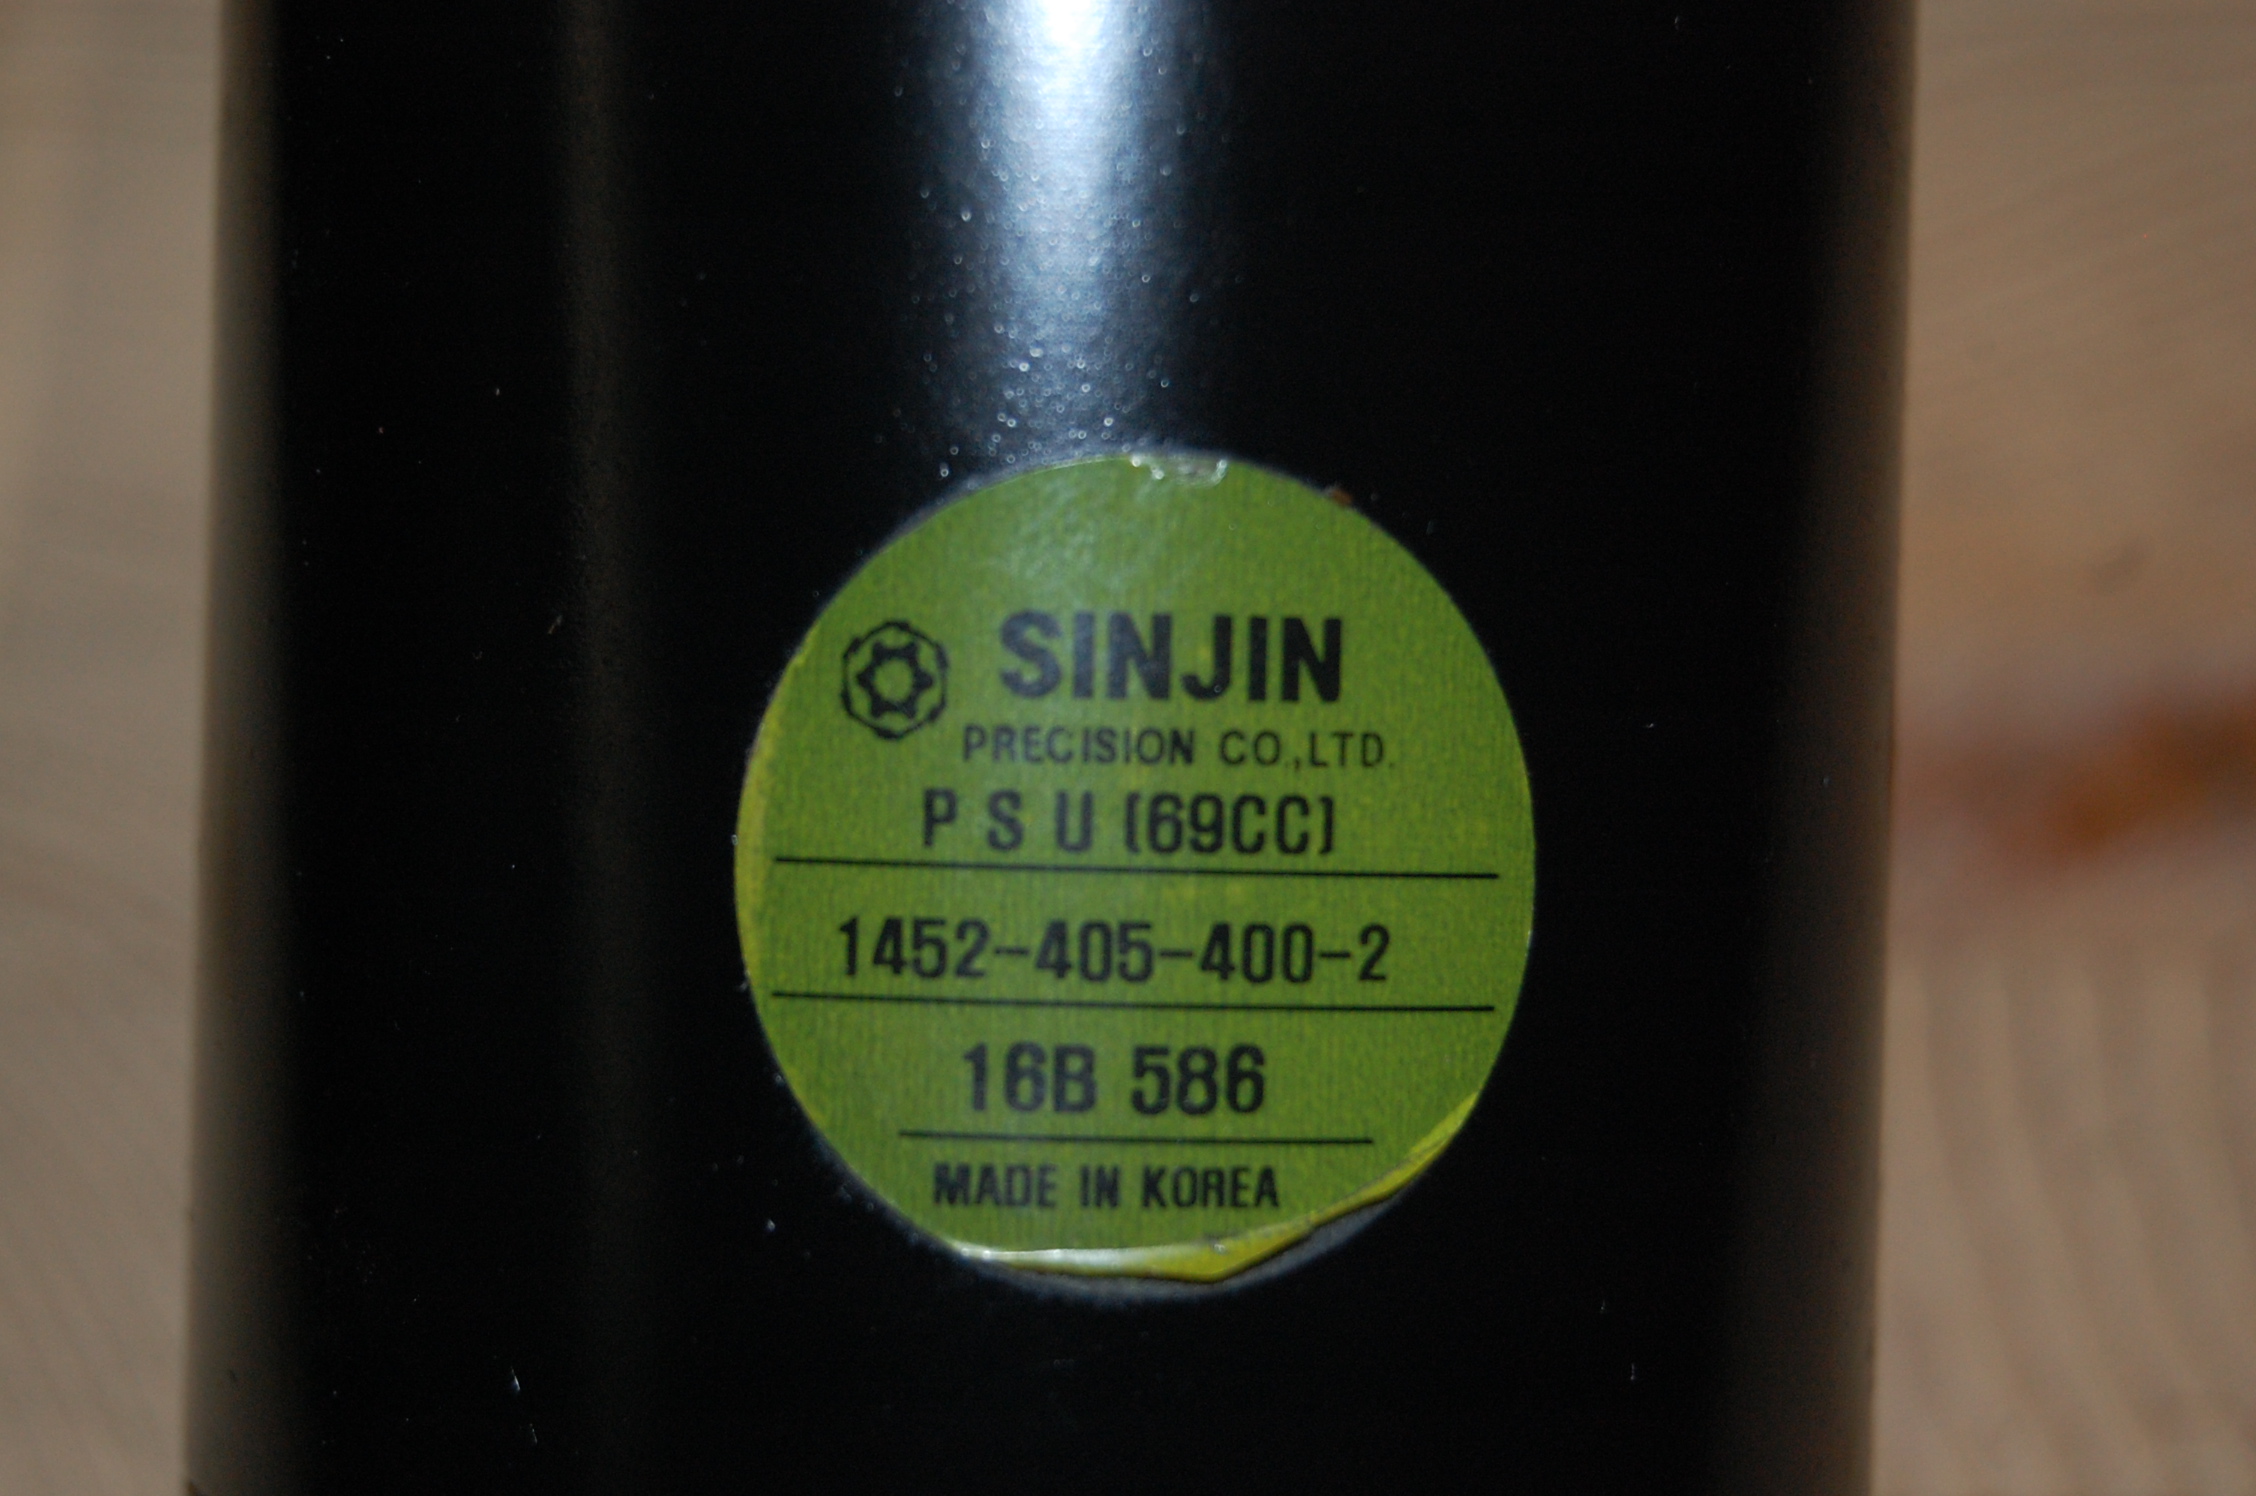 SINJIN
PRECISION CO.,LTD.
P S U (69CC)
1452-405-400-2
16B 586
MADE IN KOREA